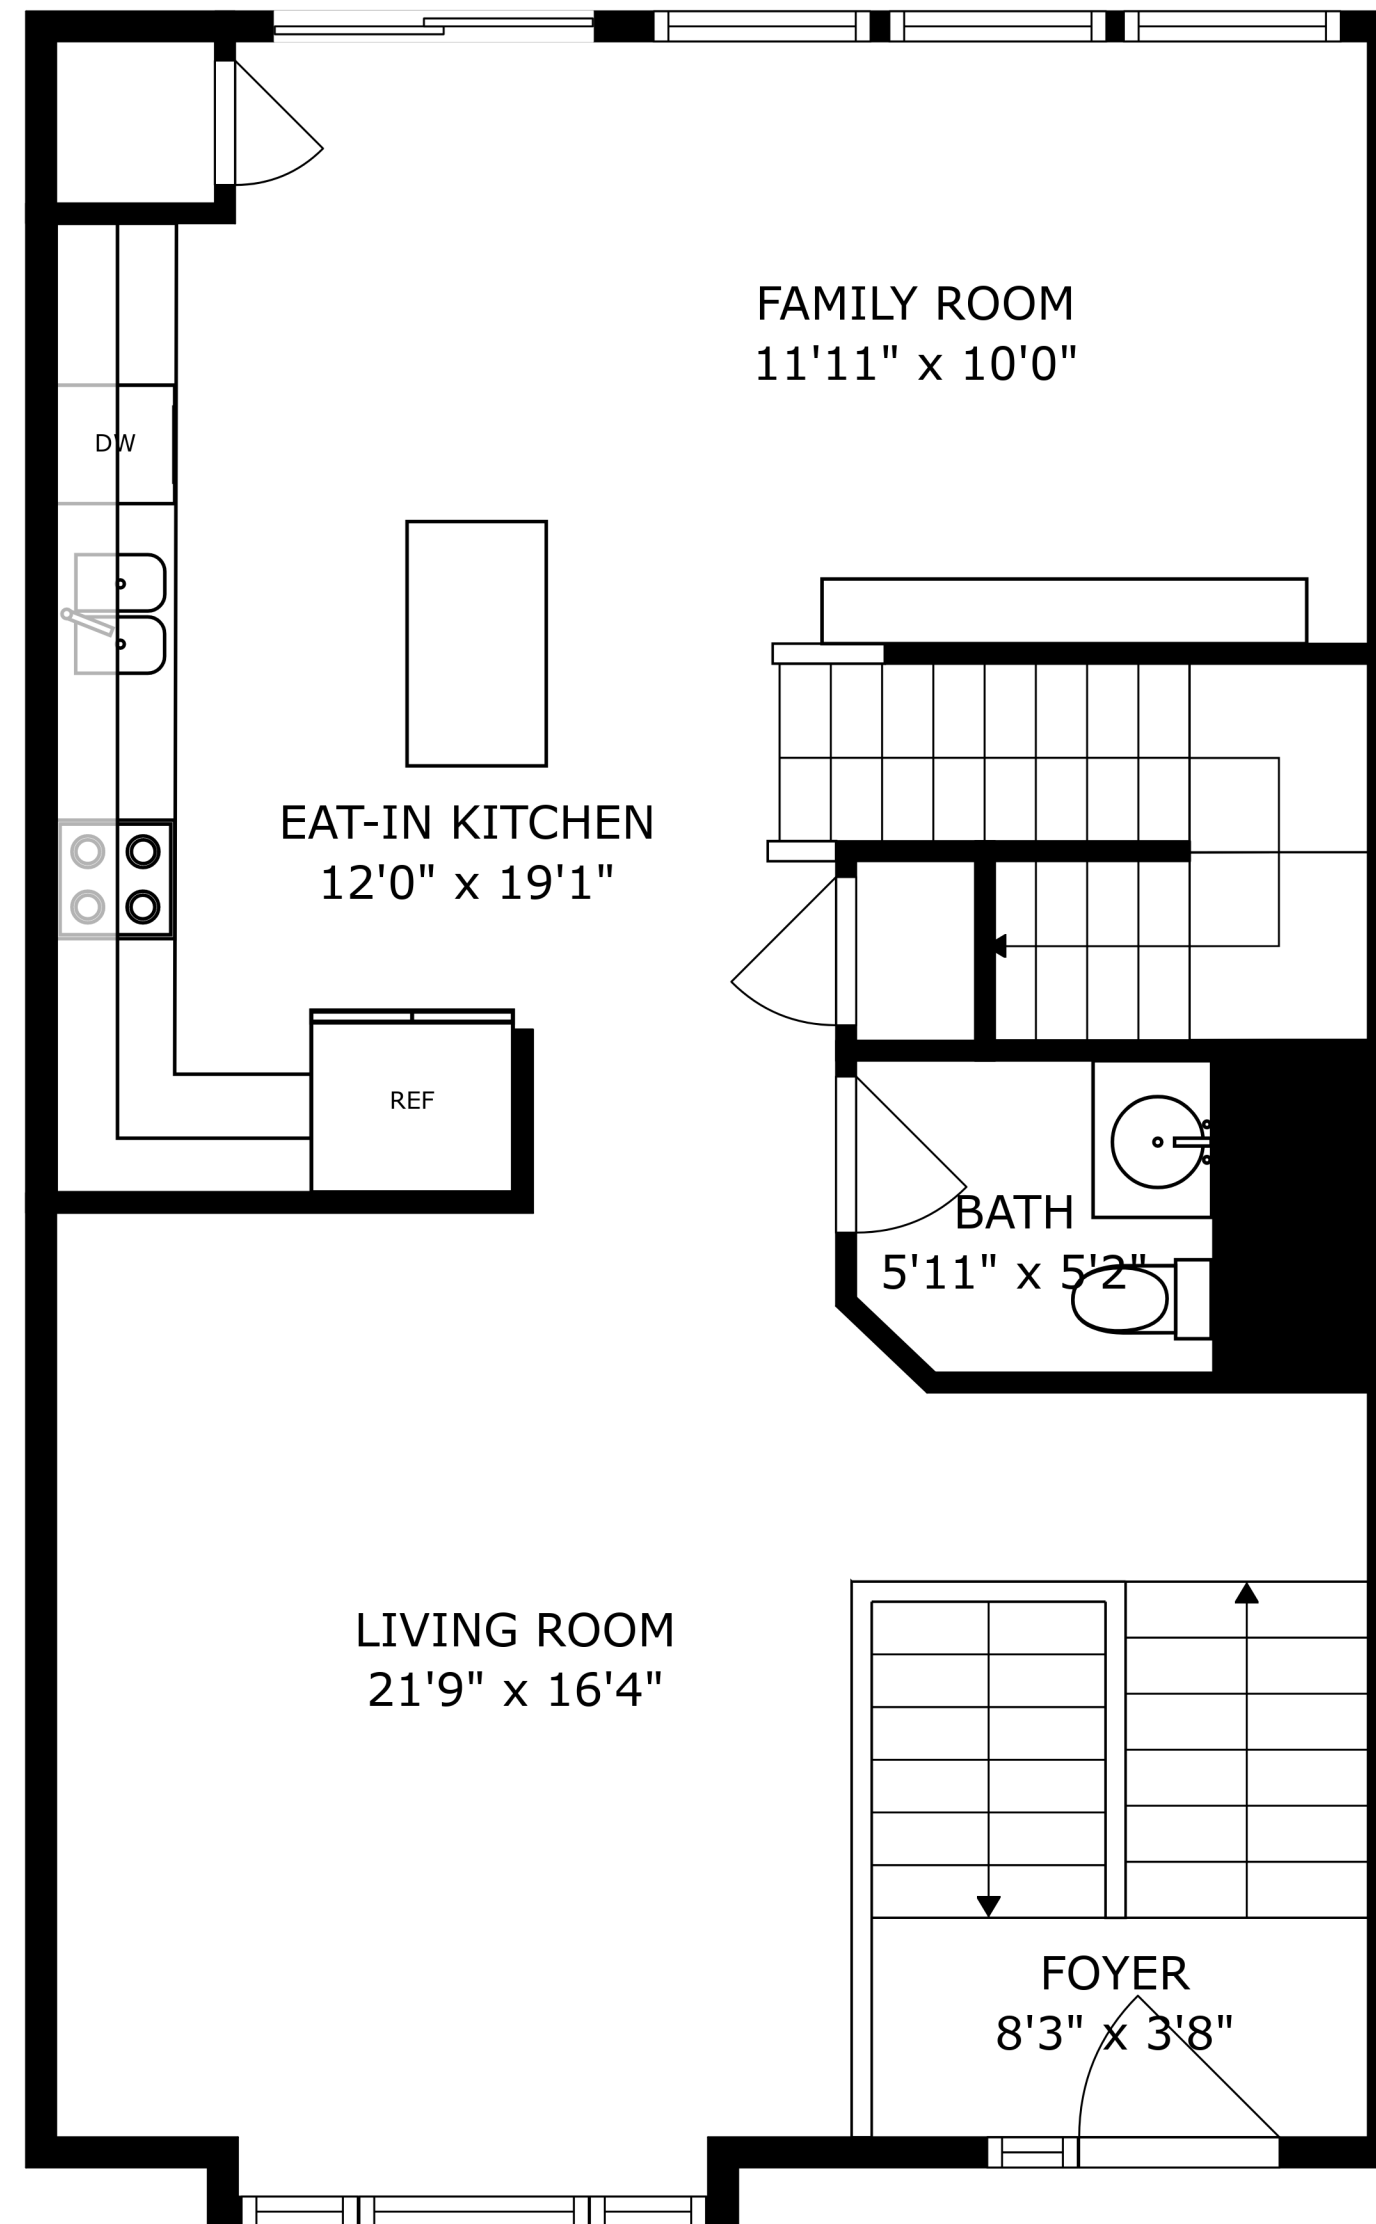 FAMILY ROOM
11'11" x 10'0"
DW
EAT-IN KITCHEN
12'0" x 19'1"
REF
BATH
5'11" x 5'2"
LIVING ROOM
21'9" x 16'4"
FOYER
8'3" x 3'8"